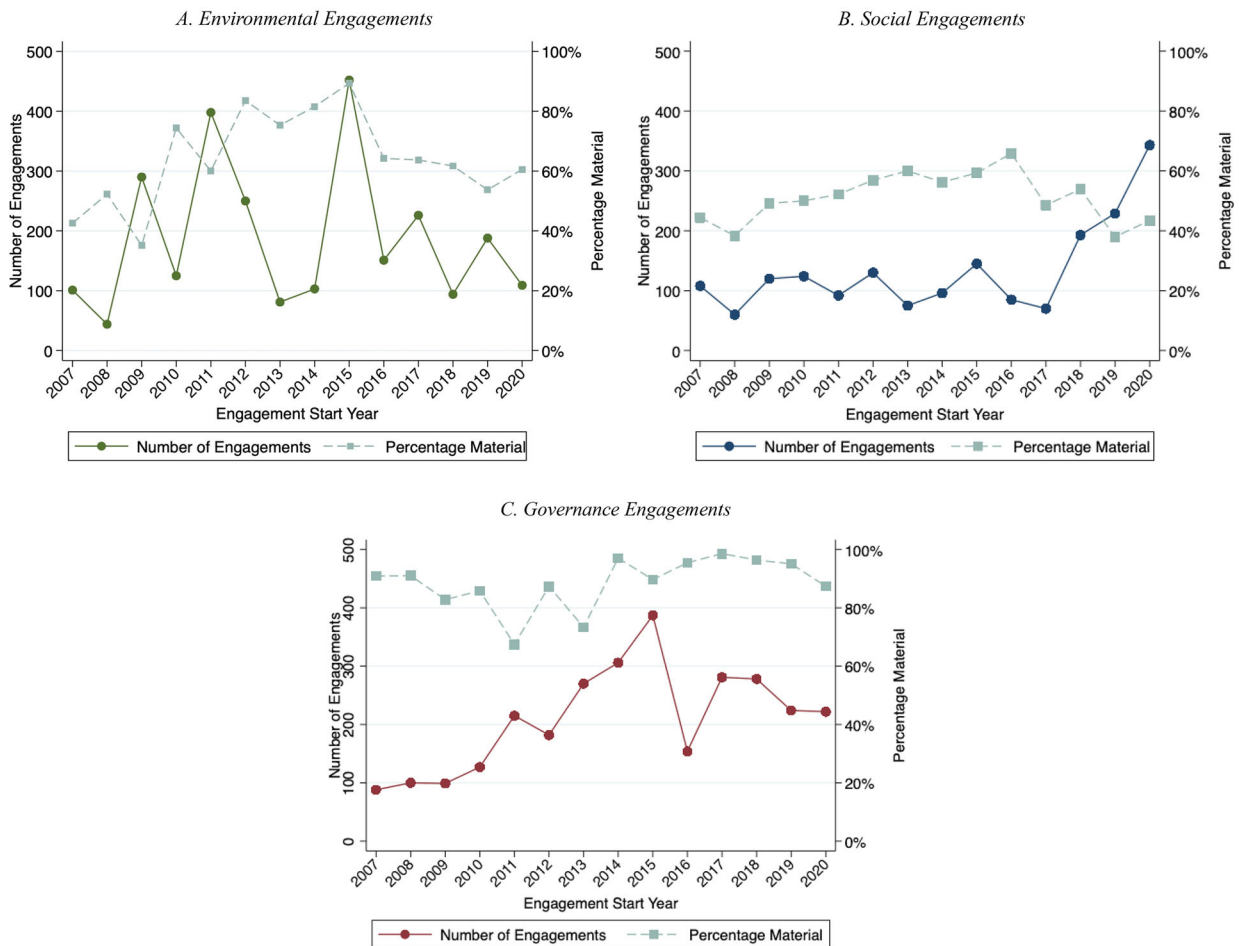 A. Environmental Engagements
500
400
300
200
100
0
Number of Engagements
100%
80%
60%
40%
20%
0%
Percentage Material
2007 2008 2009 2010 2011 2012 2013 2014 2015 2016 2017 2018 2019 2020
Engagement Start Year
Number of Engagements Percentage Material
B. Social Engagements
500
400
300
200
100
0
Number of Engagements
100%
80%
60%
40%
20%
0%
Percentage Material
2007 2008 2009 2010 2011 2012 2013 2014 2015 2016 2017 2018 2019 2020
Engagement Start Year
Number of Engagements Percentage Material
C. Governance Engagements
500
400
300
200
100
0
Number of Engagements
100%
80%
60%
40%
20%
0%
Percentage Material
2007 2008 2009 2010 2011 2012 2013 2014 2015 2016 2017 2018 2019 2020
Engagement Start Year
Number of Engagements Percentage Material